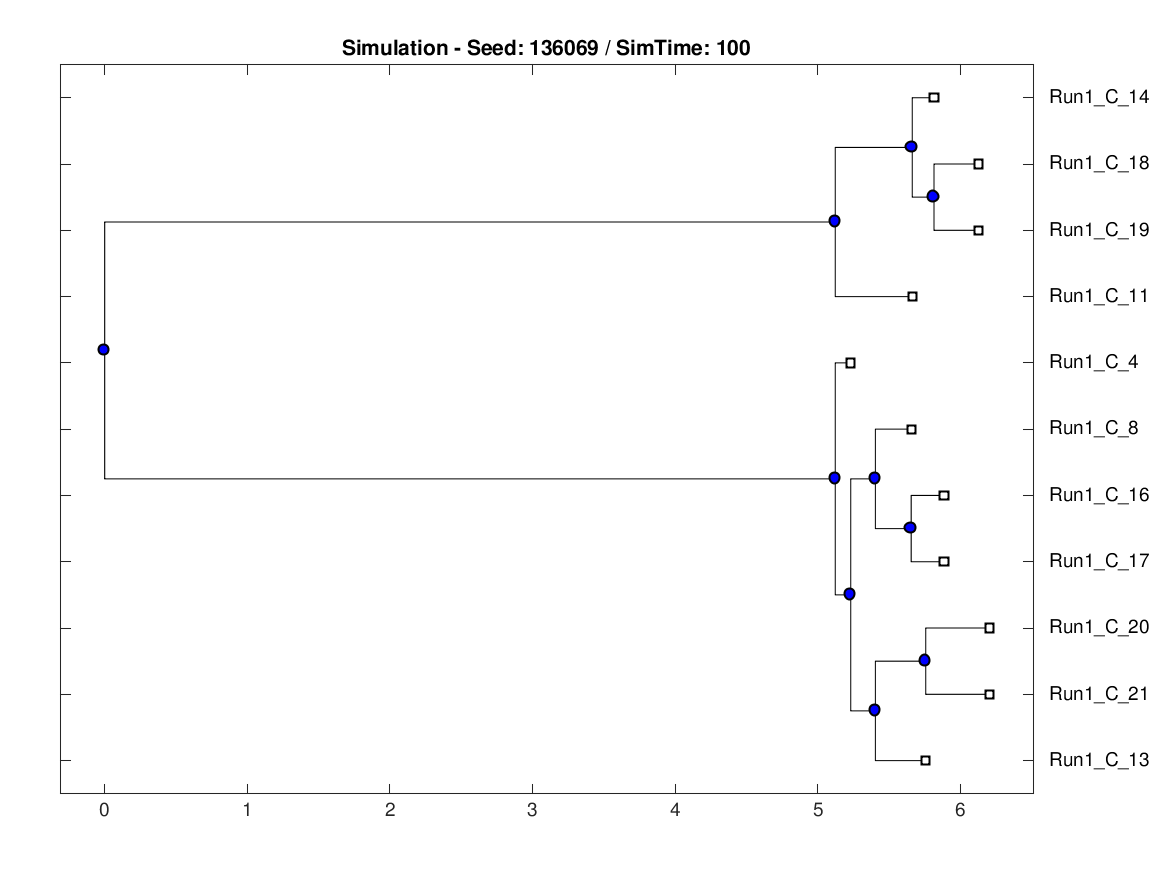 Simulation - Seed: 136069 / SimTime: 100
Run1_C_14
Run1_C_18
Run1_C_19
Run1_C_11
Run1_C_4
Run1_C_8
Run1_C_16
Run1_C_17
Run1_C_20
Run1_C_21
Run1_C_13
0 1 2 3 4 5 6